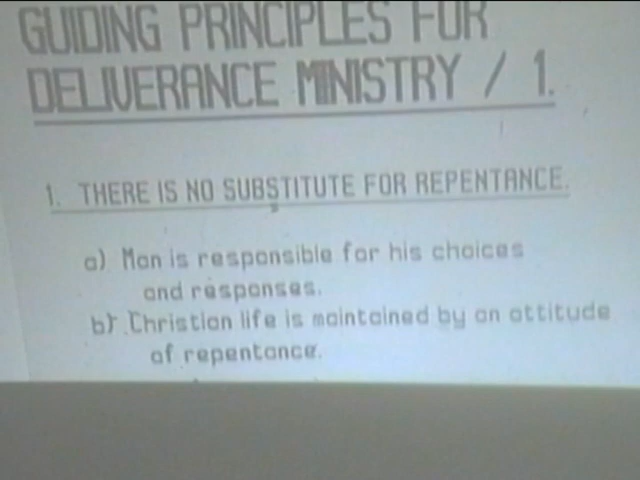 GUIDING PRINCIPLES FOR
DELIVERANCE MINISTRY / 1.
1. THERE IS NO SUBSTITUTE FOR REPENTANCE.
a) Man is responsible for his choices
and responses.
b) Christian life is maintained by an attitude
of repentance.